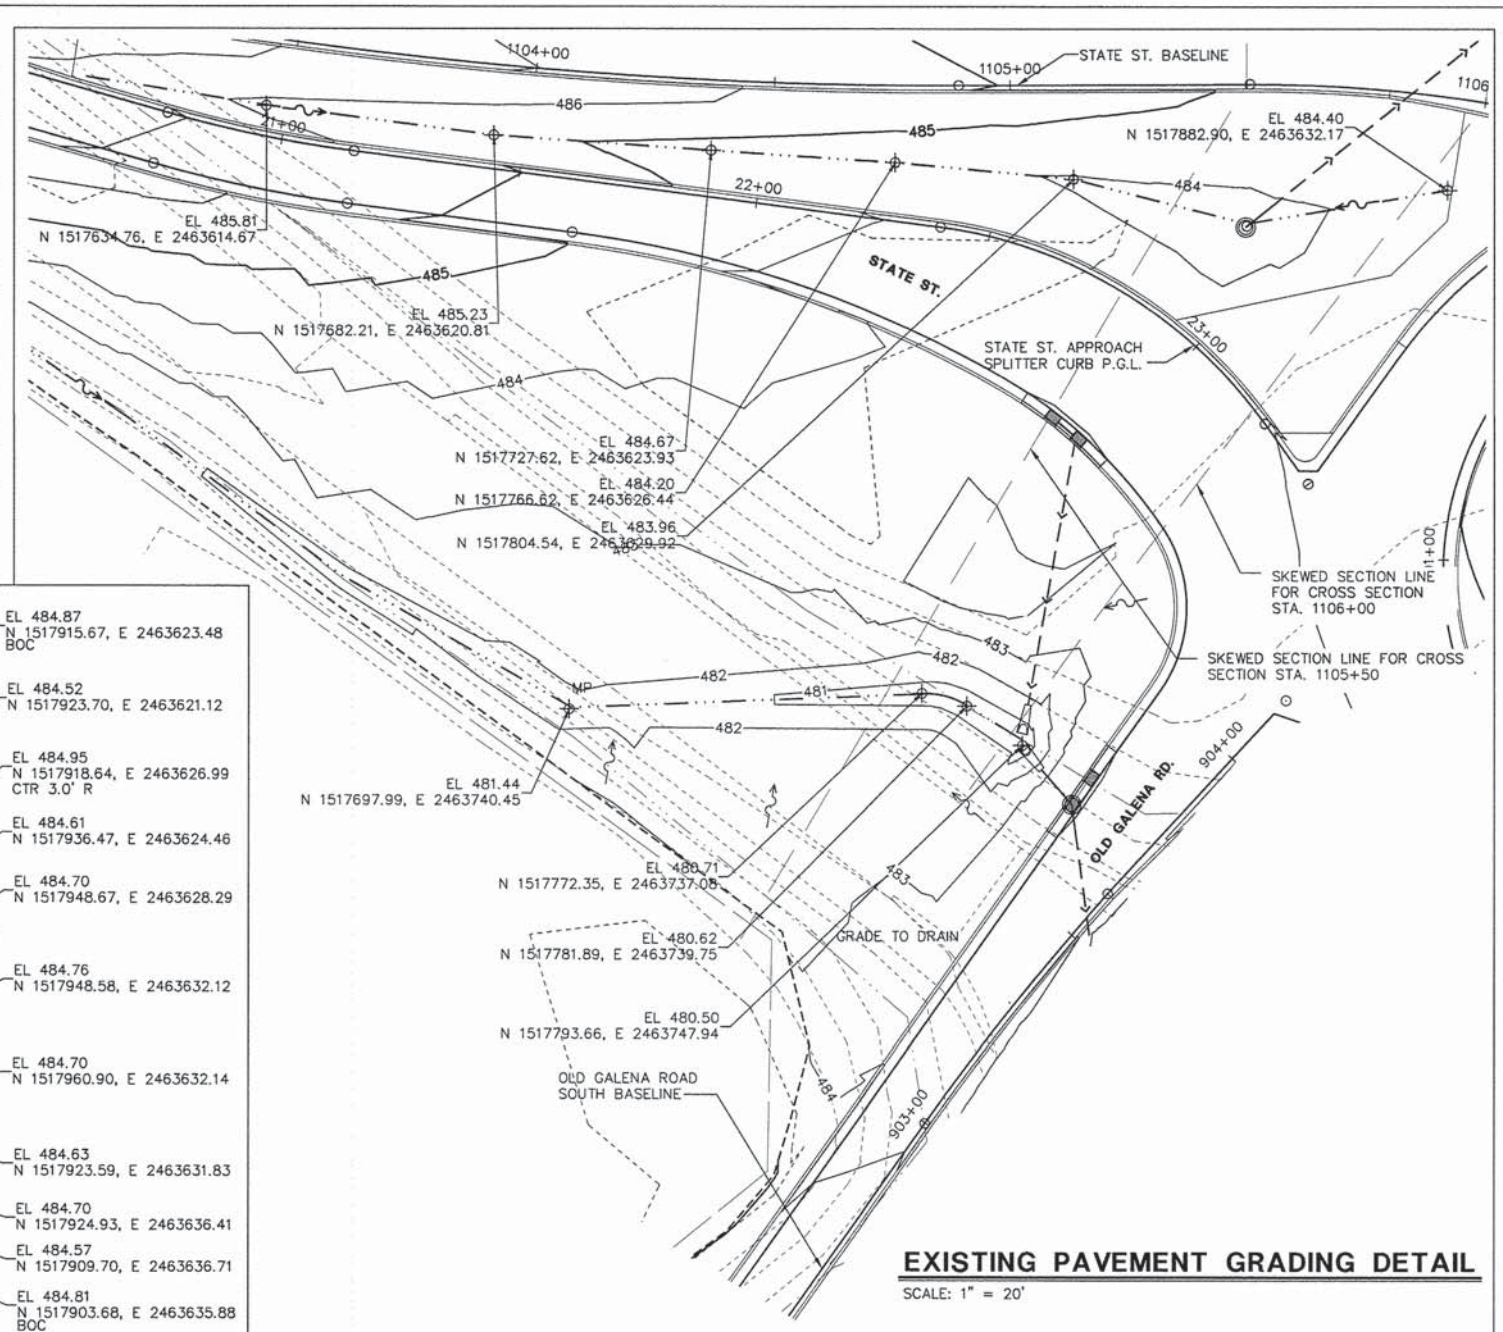 1104+00
STATE ST. BASELINE
1105+00
1106
486
21+00
485
EL 484.40
N 1517882.90, E 2463632.17
22+00
484
EL 485.81
N 1517634.76, E 2463614.67
485
STATE ST.
EL 485.23
N 1517682.21, E 2463620.81
23+00
STATE ST. APPROACH
SPLITTER CURB P.G.L.
484
EL 484.67
N 1517727.62, E 2463623.93
EL 484.20
N 1517766.62, E 2463626.44
EL 483.96
N 1517804.54, E 2463629.92
1+00
SKEWED SECTION LINE
FOR CROSS SECTION
STA. 1106+00
483
482
482
SKEWED SECTION LINE FOR CROSS
SECTION STA. 1105+50
MP
481
482
904+00
OLD GALENA RD.
EL 481.44
N 1517697.99, E 2463740.45
EL 480.71
N 1517772.35, E 2463737.08
483
EL 480.62
N 1517781.89, E 2463739.75
GRADE TO DRAIN
EL 480.50
N 1517793.66, E 2463747.94
OLD GALENA ROAD
SOUTH BASELINE
484
903+00
EL 484.87
N 1517915.67, E 2463623.48
BOC
EL 484.52
N 1517923.70, E 2463621.12
EL 484.95
N 1517918.64, E 2463626.99
CTR 3.0' R
EL 484.61
N 1517936.47, E 2463624.46
EL 484.70
N 1517948.67, E 2463628.29
EL 484.76
N 1517948.58, E 2463632.12
EL 484.70
N 1517960.90, E 2463632.14
EL 484.63
N 1517923.59, E 2463631.83
EL 484.70
N 1517924.93, E 2463636.41
EL 484.57
N 1517909.70, E 2463636.71
EL 484.81
N 1517903.68, E 2463635.88
BOC
EXISTING PAVEMENT GRADING DETAIL
SCALE: 1" = 20'